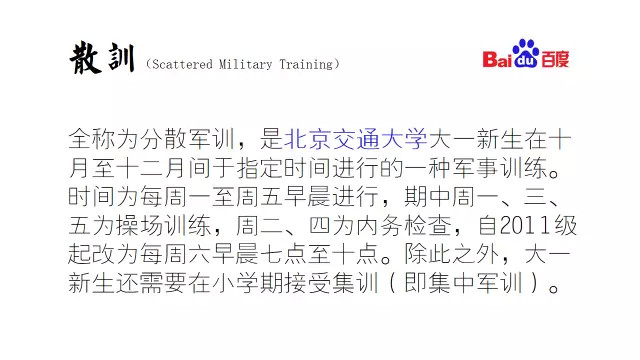 散訓（Scattered Military Training）
Bai du 百度
全称为分散军训，是北京交通大学大一新生在十
月至十二月间于指定时间进行的一种军事训练。
时间为每周一至周五早晨进行，期中周一、三、
五为操场训练，周二、四为内务检查，自2011级
起改为每周六早晨七点至十点。除此之外，大一
新生还需要在小学期接受集训（即集中军训）。